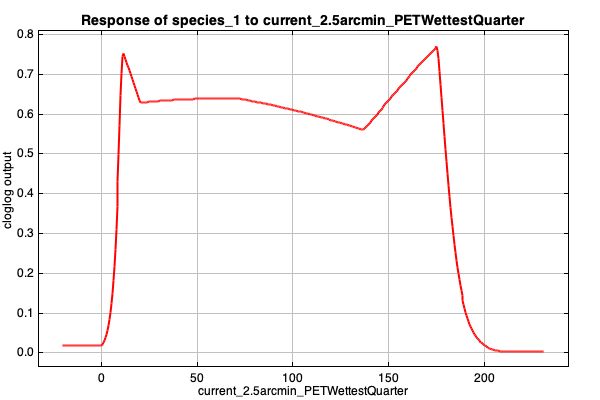 Response of species_1 to current_2.5arcmin_PETWettestQuarter
0.8
0.7
0.6
0.5
0.4
0.3
0.2
0.1
0.0
cloglog output
0 50 100 150 200
current_2.5arcmin_PETWettestQuarter